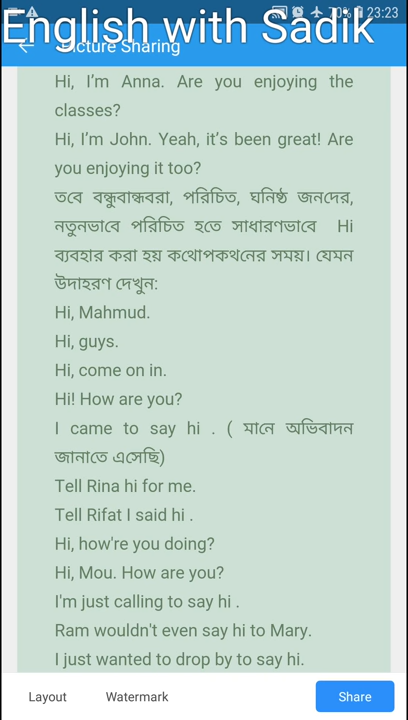 70% 23:23
English with Sadik
Picture Sharing
Hi, I’m Anna. Are you enjoying the
classes?
Hi, I’m John. Yeah, it’s been great! Are
you enjoying it too?
তবে বন্ধুবান্ধবরা, পরিচিত, ঘনিষ্ঠ জনদের,
নতুনভাবে পরিচিত হতে সাধারণভাবে Hi
ব্যবহার করা হয় কথোপকথনের সময়। যেমন
উদাহরণ দেখুন:
Hi, Mahmud.
Hi, guys.
Hi, come on in.
Hi! How are you?
I came to say hi . ( মানে অভিবাদন
জানাতে এসেছি)
Tell Rina hi for me.
Tell Rifat I said hi .
Hi, how're you doing?
Hi, Mou. How are you?
I'm just calling to say hi .
Ram wouldn't even say hi to Mary.
I just wanted to drop by to say hi.
Layout Watermark Share